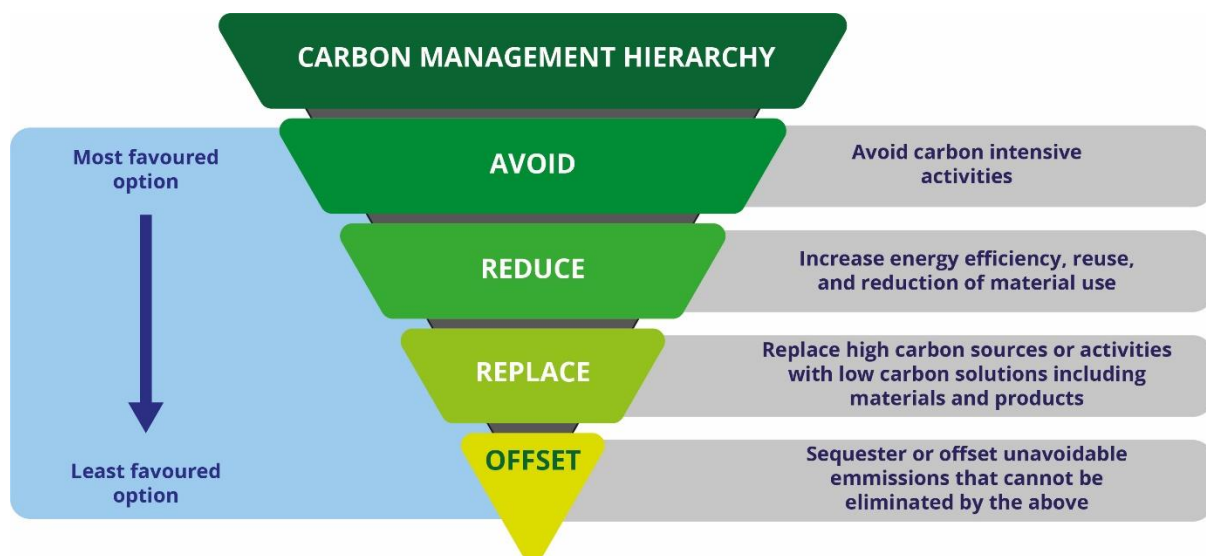 CARBON MANAGEMENT HIERARCHY
Most favoured
option
AVOID
Avoid carbon intensive
activities
REDUCE
Increase energy efficiency, reuse,
and reduction of material use
REPLACE
Replace high carbon sources or activities
with low carbon solutions including
materials and products
Least favoured
option
OFFSET
Sequester or offset unavoidable
emmissions that cannot be
eliminated by the above